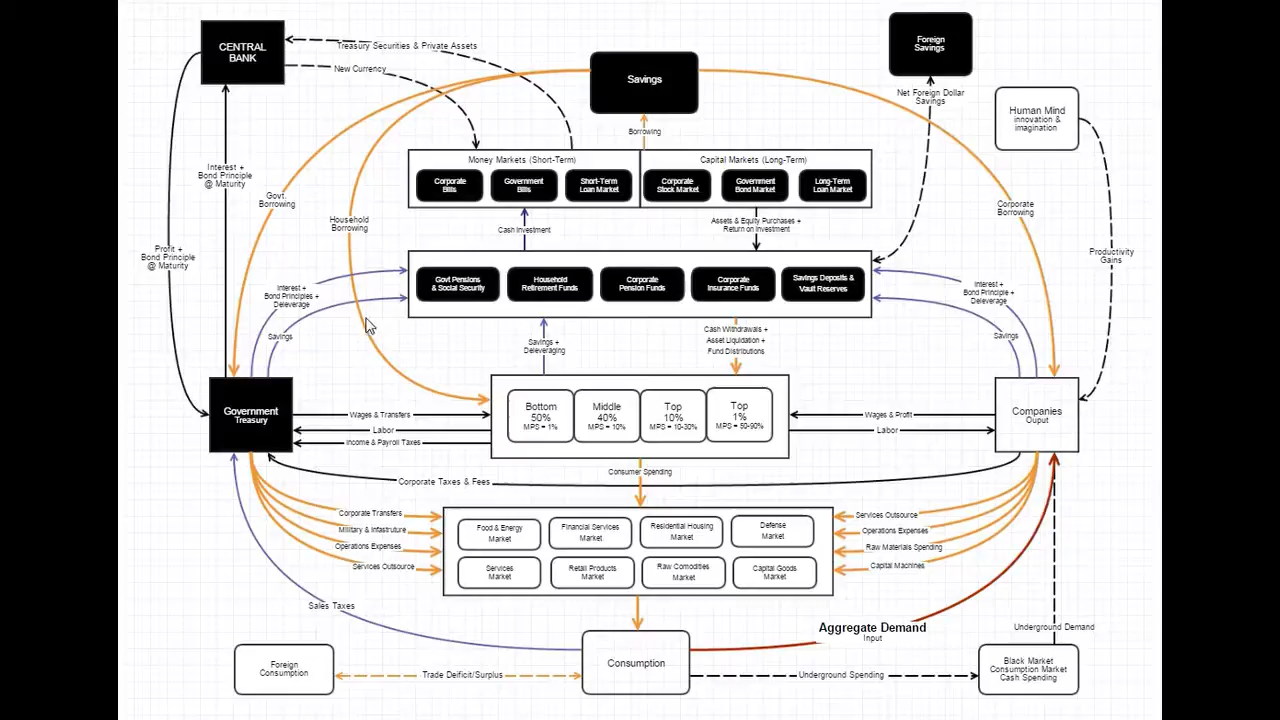 CENTRAL
BANK
Treasury Securities & Private Assets
New Currency
Savings
Foreign
Savings
Net Foreign Dollar
Savings
Human Mind
innovation &
imagination
Borrowing
Money Markets (Short-Term)
Capital Markets (Long-Term)
Corporate
Bills
Government
Bills
Short-Term
Loan Market
Corporate
Stock Market
Government
Bond Market
Long-Term
Loan Market
Interest +
Bond Principle
@ Maturity
Govt.
Borrowing
Household
Borrowing
Cash Investment
Assets & Equity Purchases +
Return on Investment
Corporate
Borrowing
Profit +
Bond Principle
@ Maturity
Productivity
Gains
Govt Pensions
& Social Security
Household
Retirement Funds
Corporate
Pension Funds
Corporate
Insurance Funds
Savings Deposits &
Vault Reserves
Interest +
Bond Principles +
Deleverage
Savings
Interest +
Bond Principle +
Deleverage
Savings
Savings +
Deleveraging
Cash Withdrawals +
Asset Liquidation +
Fund Distributions
Government
Treasury
Wages & Transfers
Labor
Income & Payroll Taxes
Bottom
50%
MPS = 1%
Middle
40%
MPS = 10%
Top
10%
MPS = 10-30%
Top
1%
MPS = 50-90%
Wages & Profit
Labor
Companies
Ouput
Consumer Spending
Corporate Taxes & Fees
Corporate Transfers
Military & Infastruture
Operations Expenses
Services Outsource
Food & Energy
Market
Financial Services
Market
Residential Housing
Market
Defense
Market
Services
Market
Retail Products
Market
Raw Comodities
Market
Capital Goods
Market
Services Outsource
Operations Expenses
Raw Materials Spending
Capital Machines
Sales Taxes
Aggregate Demand
Input
Underground Demand
Foreign
Consumption
Trade Deificit/Surplus
Consumption
Underground Spending
Black Market
Consumption Market
Cash Spending